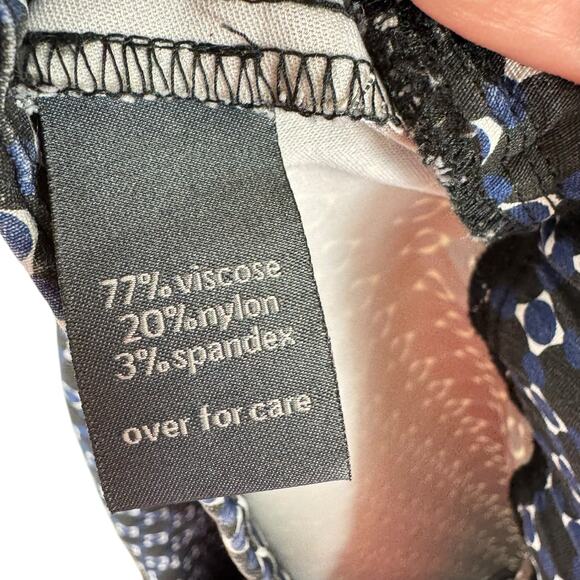 77% viscose
20% nylon
3% spandex
over for care